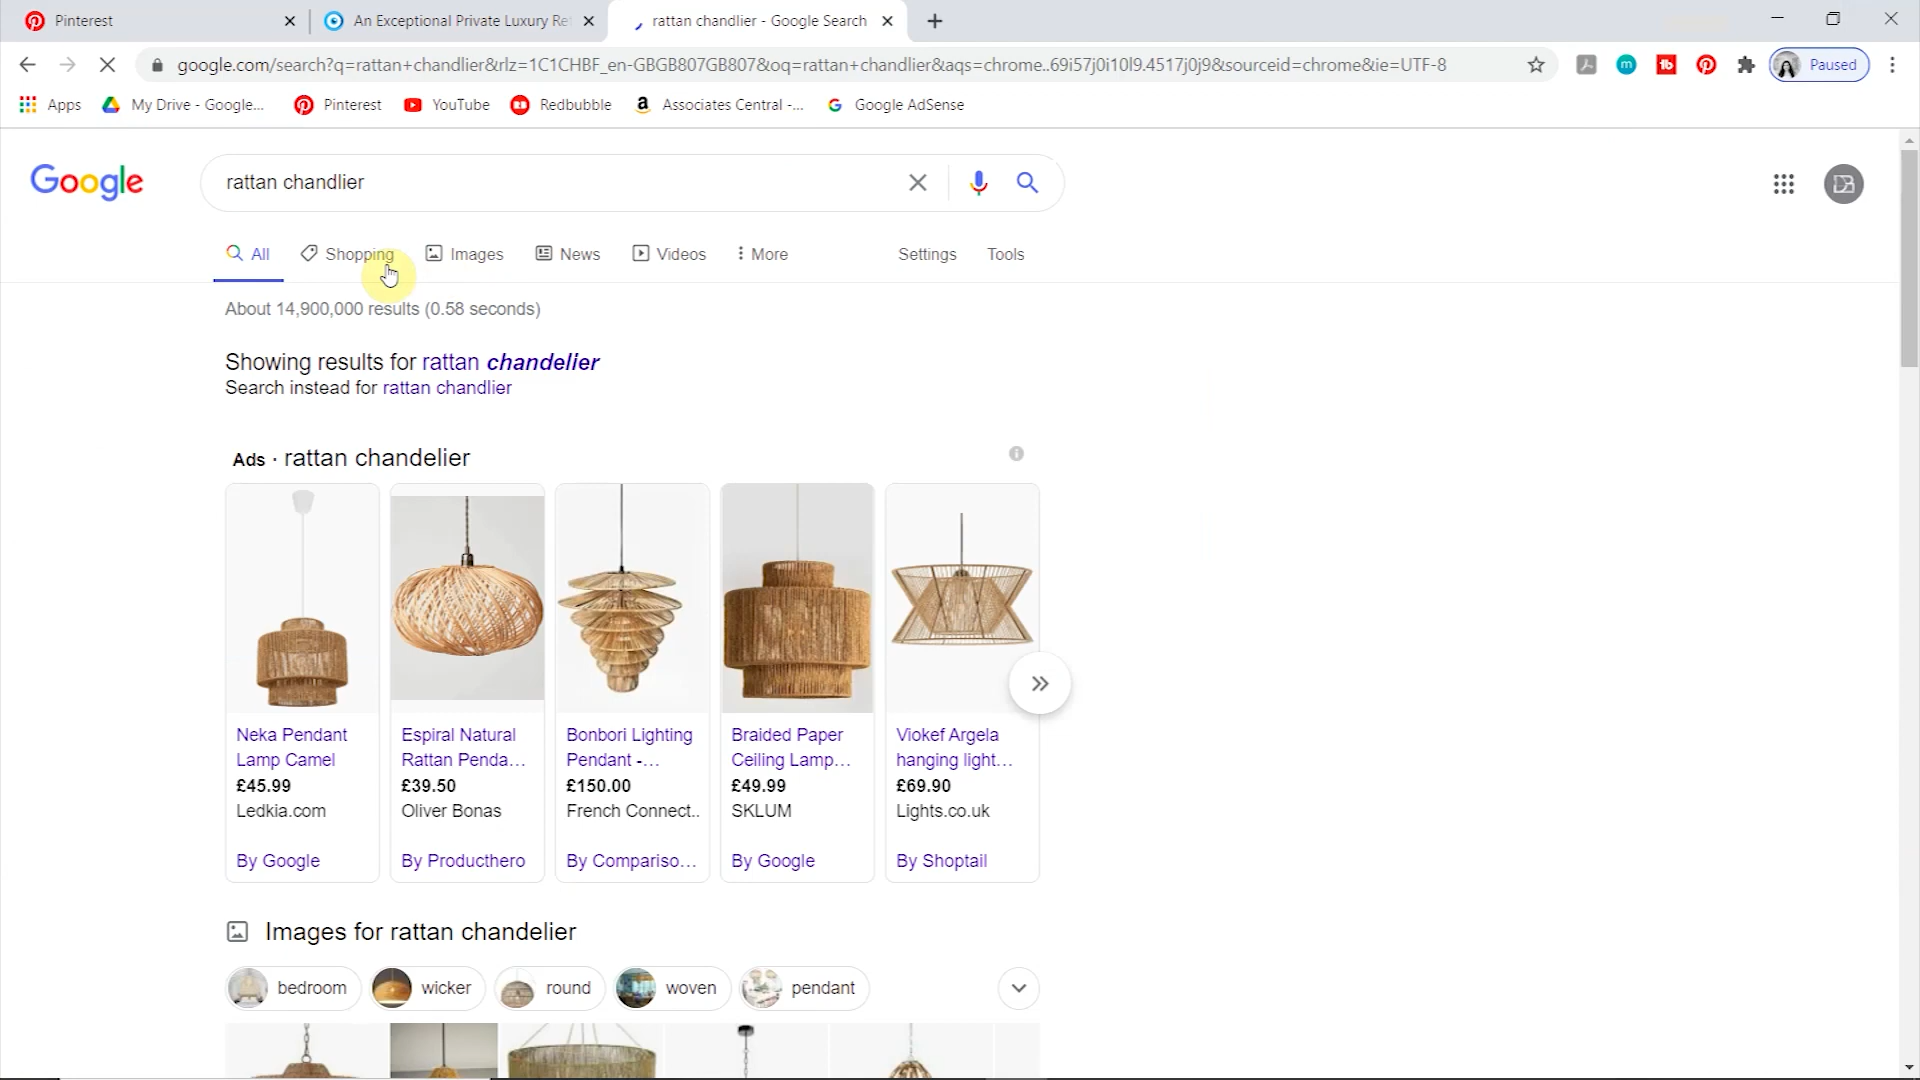 Pinterest
An Exceptional Private Luxury Re
rattan chandlier - Google Search
google.com/search?q=rattan+chandlier&rlz=1C1CHBF_en-GBGB807GB807&oq=rattan+chandlier&aqs=chrome..69i57j0i10l9.4517j0j9&sourceid=chrome&ie=UTF-8
m
Paused
Apps
My Drive - Google...
Pinterest
YouTube
Redbubble
Associates Central -...
Google AdSense
Google
rattan chandlier
All
Shopping
Images
News
Videos
More
Settings
Tools
About 14,900,000 results (0.58 seconds)
Showing results for rattan chandelier
Search instead for rattan chandlier
Ads · rattan chandelier
Neka Pendant
Lamp Camel
£45.99
Ledkia.com
By Google
Espiral Natural
Rattan Penda...
£39.50
Oliver Bonas
By Producthero
Bonbori Lighting
Pendant -...
£150.00
French Connect..
By Compariso...
Braided Paper
Ceiling Lamp...
£49.99
SKLUM
By Google
Viokef Argela
hanging light...
£69.90
Lights.co.uk
By Shoptail
Images for rattan chandelier
bedroom
wicker
round
woven
pendant